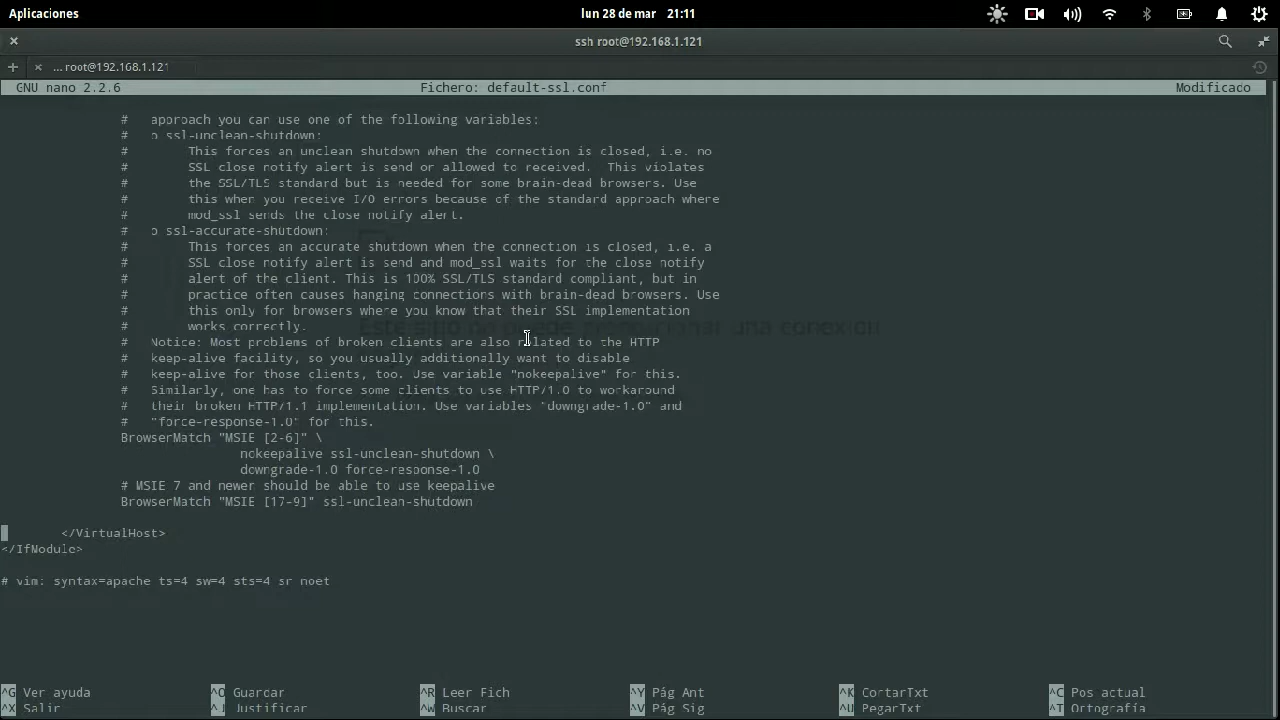 Aplicaciones lun 28 de mar 21:11
ssh root@192.168.1.121
... root@192.168.1.121
GNU nano 2.2.6 Fichero: default-ssl.conf Modificado
# approach you can use one of the following variables:
# o ssl-unclean-shutdown:
# This forces an unclean shutdown when the connection is closed, i.e. no
# SSL close notify alert is send or allowed to received. This violates
# the SSL/TLS standard but is needed for some brain-dead browsers. Use
# this when you receive I/O errors because of the standard approach where
# mod_ssl sends the close notify alert.
# o ssl-accurate-shutdown:
# This forces an accurate shutdown when the connection is closed, i.e. a
# SSL close notify alert is send and mod_ssl waits for the close notify
# alert of the client. This is 100% SSL/TLS standard compliant, but in
# practice often causes hanging connections with brain-dead browsers. Use
# this only for browsers where you know that their SSL implementation
# works correctly.
Este sitio no puede proporcionar una conexión
# Notice: Most problems of broken clients are also related to the HTTP
# keep-alive facility, so you usually additionally want to disable
# keep-alive for those clients, too. Use variable "nokeepalive" for this.
# Similarly, one has to force some clients to use HTTP/1.0 to workaround
# their broken HTTP/1.1 implementation. Use variables "downgrade-1.0" and
# "force-response-1.0" for this.
BrowserMatch "MSIE [2-6]" \
nokeepalive ssl-unclean-shutdown \
downgrade-1.0 force-response-1.0
# MSIE 7 and newer should be able to use keepalive
BrowserMatch "MSIE [17-9]" ssl-unclean-shutdown
</VirtualHost>
</IfModule>
# vim: syntax=apache ts=4 sw=4 sts=4 sr noet
^G Ver ayuda ^O Guardar ^R Leer Fich ^Y Pág Ant ^K CortarTxt ^C Pos actual
^X Salir ^J Justificar ^W Buscar ^V Pág Sig ^U PegarTxt ^T Ortografía